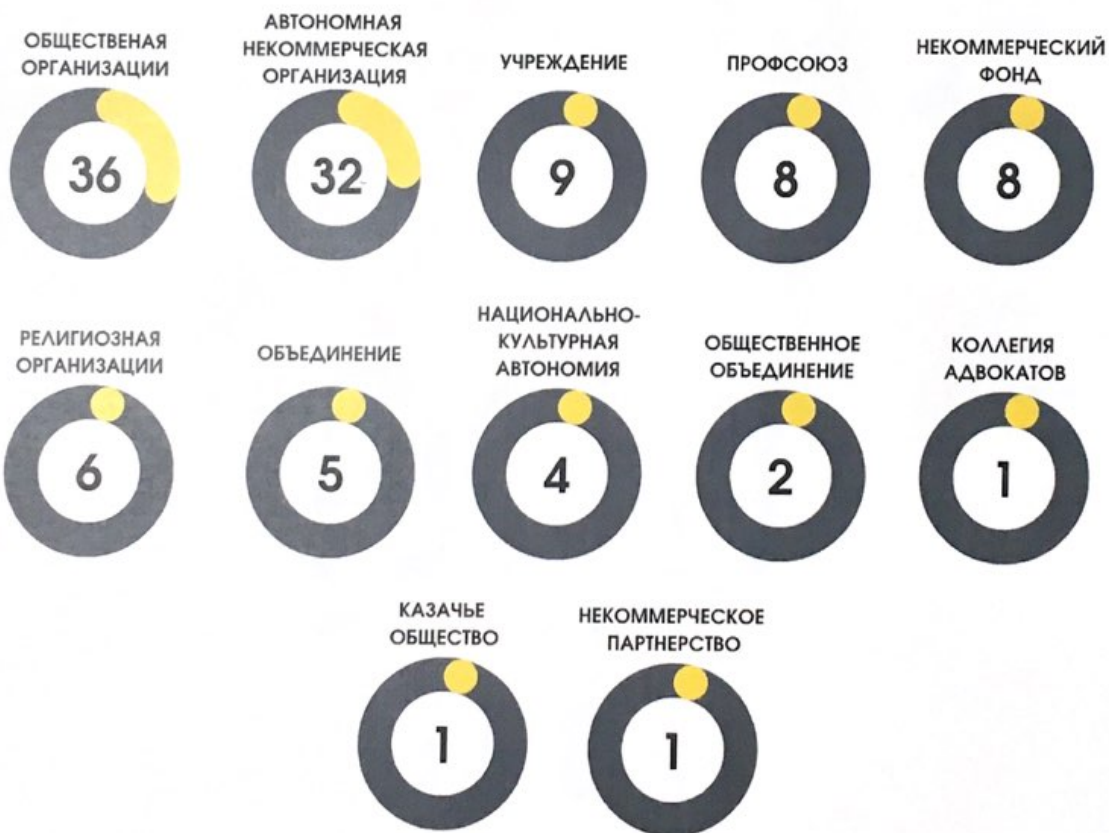 ОБЩЕСТВЕНАЯ
ОРГАНИЗАЦИИ
36
АВТОНОМНАЯ
НЕКОММЕРЧЕСКАЯ
ОРГАНИЗАЦИЯ
32
УЧРЕЖДЕНИЕ
9
ПРОФСОЮЗ
8
НЕКОММЕРЧЕСКИЙ
ФОНД
8
РЕЛИГИОЗНАЯ
ОРГАНИЗАЦИИ
6
ОБЪЕДИНЕНИЕ
5
НАЦИОНАЛЬНО-
КУЛЬТУРНАЯ
АВТОНОМИЯ
4
ОБЩЕСТВЕННОЕ
ОБЪЕДИНЕНИЕ
2
КОЛЛЕГИЯ
АДВОКАТОВ
1
КАЗАЧЬЕ
ОБЩЕСТВО
1
НЕКОММЕРЧЕСКОЕ
ПАРТНЕРСТВО
1